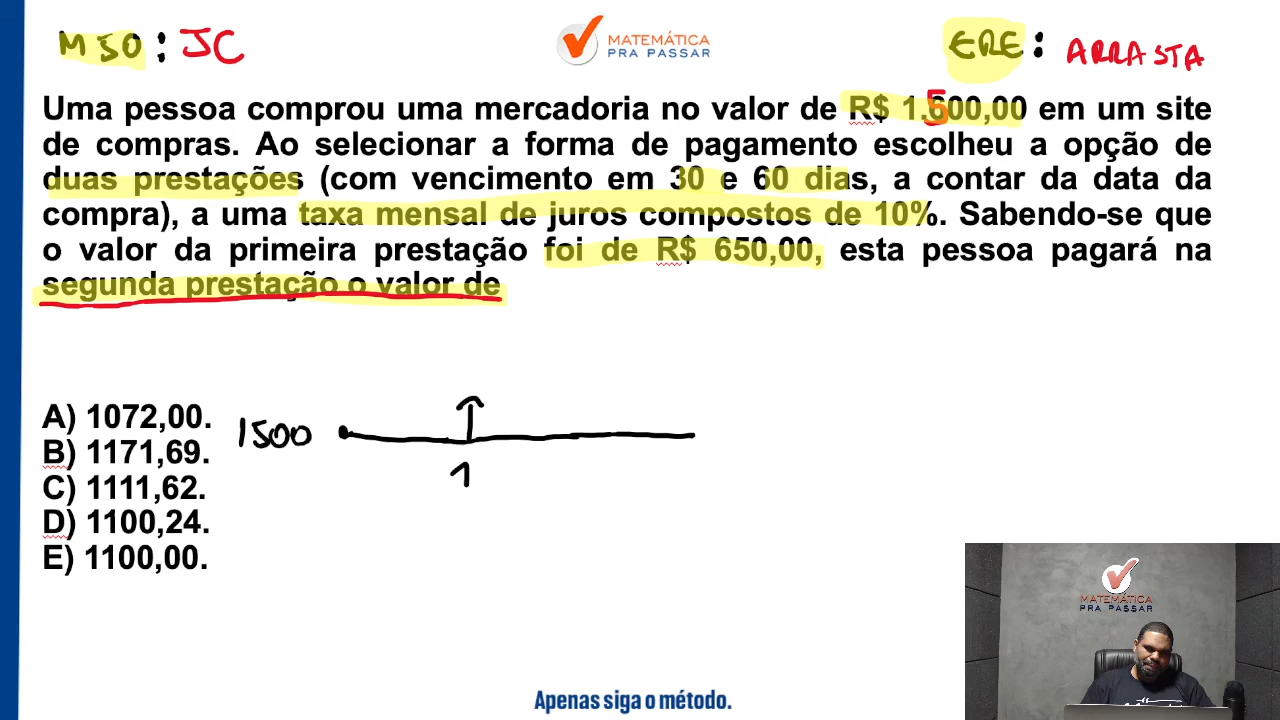 MJO : JC
MATEMÁTICA
PRA PASSAR
ERE : ARRASTA
Uma pessoa comprou uma mercadoria no valor de R$ 1.500,00 em um site
de compras. Ao selecionar a forma de pagamento escolheu a opção de
duas prestações (com vencimento em 30 e 60 dias, a contar da data da
compra), a uma taxa mensal de juros compostos de 10%. Sabendo-se que
o valor da primeira prestação foi de R$ 650,00, esta pessoa pagará na
segunda prestação o valor de
A) 1072,00.
B) 1171,69.
C) 1111,62.
D) 1100,24.
E) 1100,00.
1500
1
MATEMÁTICA
PRA PASSAR
Apenas siga o método.